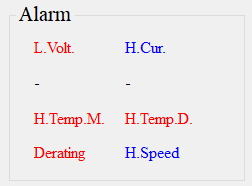 Alarm
L.Volt. H.Cur.
- -
H.Temp.M. H.Temp.D.
Derating H.Speed